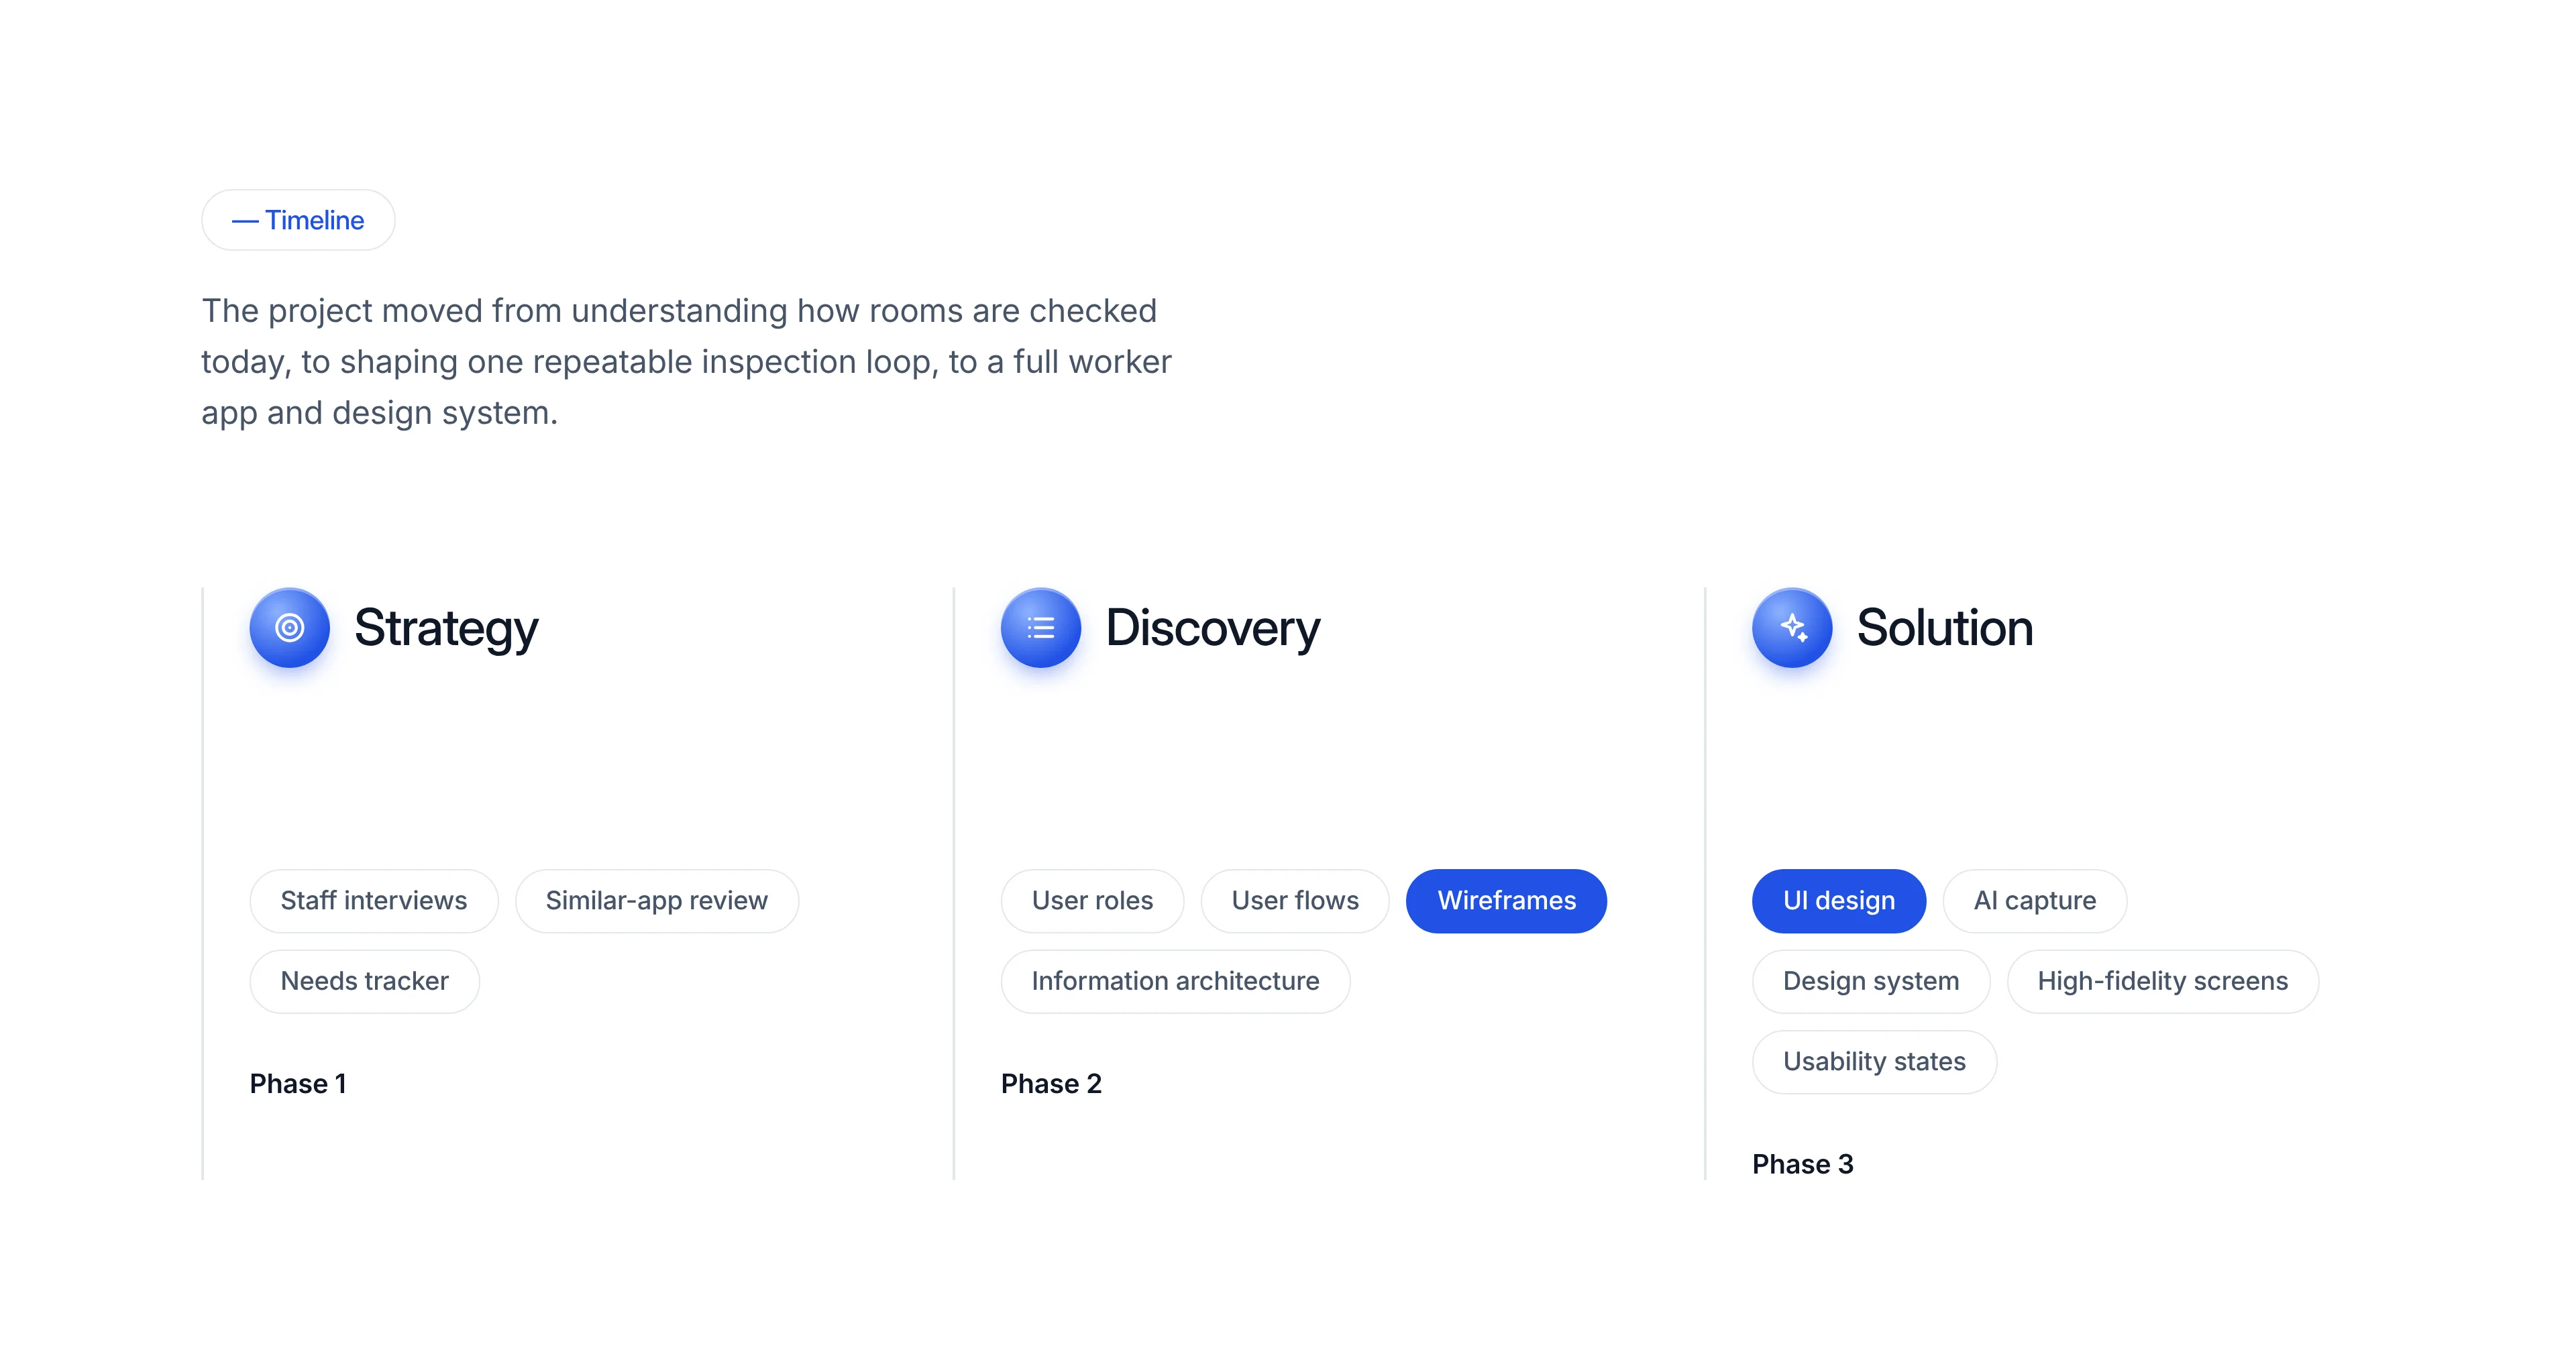 — Timeline
The project moved from understanding how rooms are checked
today, to shaping one repeatable inspection loop, to a full worker
app and design system.
Strategy
Staff interviews
Similar-app review
Needs tracker
Phase 1
Discovery
User roles
User flows
Wireframes
Information architecture
Phase 2
Solution
UI design
AI capture
Design system
High-fidelity screens
Usability states
Phase 3